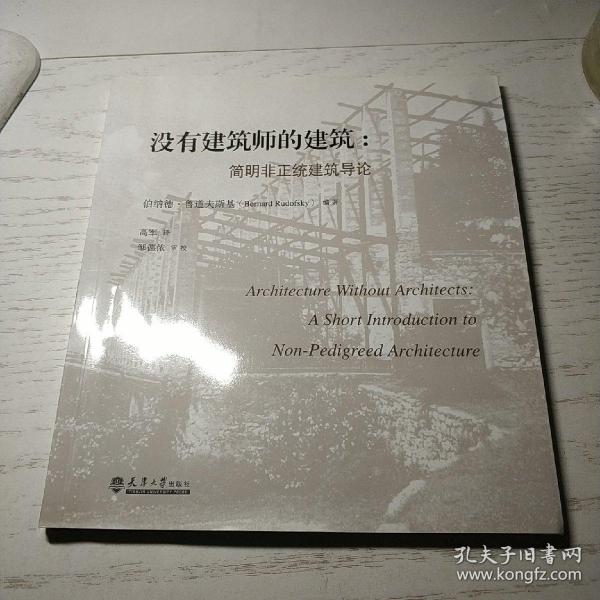 没有建筑师的建筑：
简明非正统建筑导论
伯纳德·鲁道夫斯基（Bernard Rudofsky） 编著
高军 译
邹德侬 审校
Architecture Without Architects:
A Short Introduction to
Non-Pedigreed Architecture
天津大学出版社
TIANJIN UNIVERSITY PRESS
孔夫子旧书网
www.kongfz.com